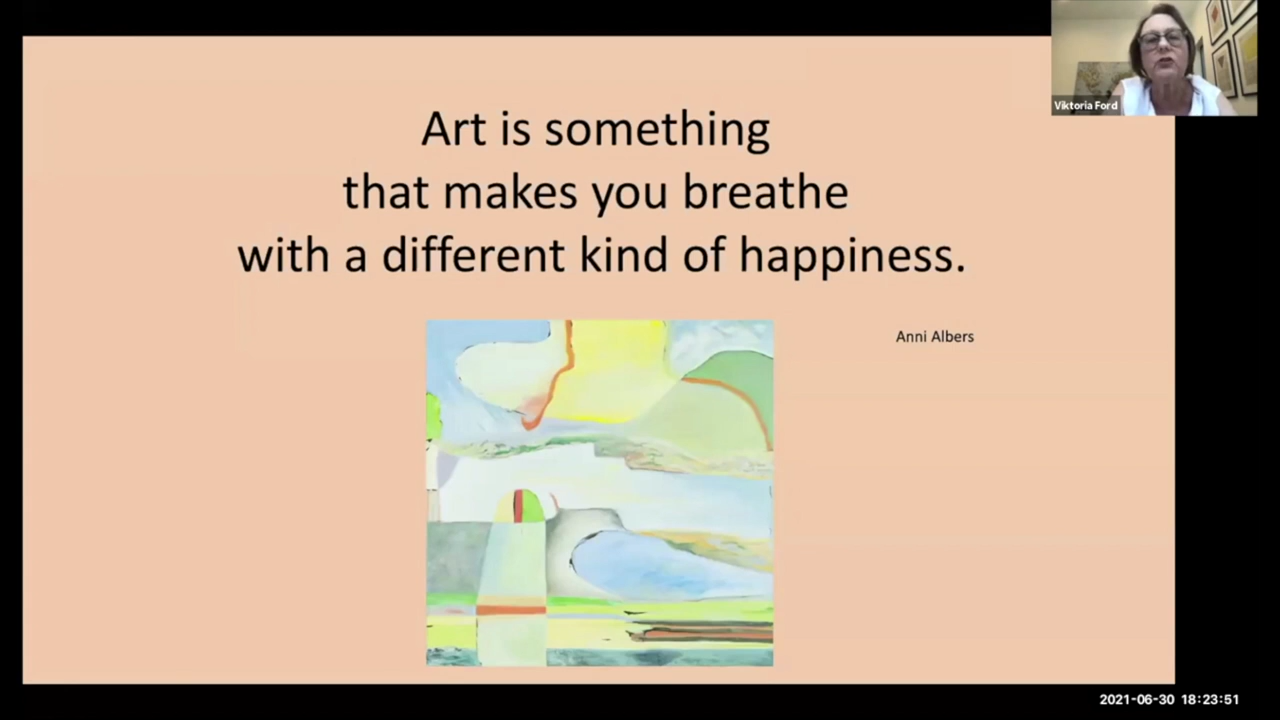 Art is something
that makes you breathe
with a different kind of happiness.
Anni Albers
Viktoria Ford
2021-06-30 18:23:51